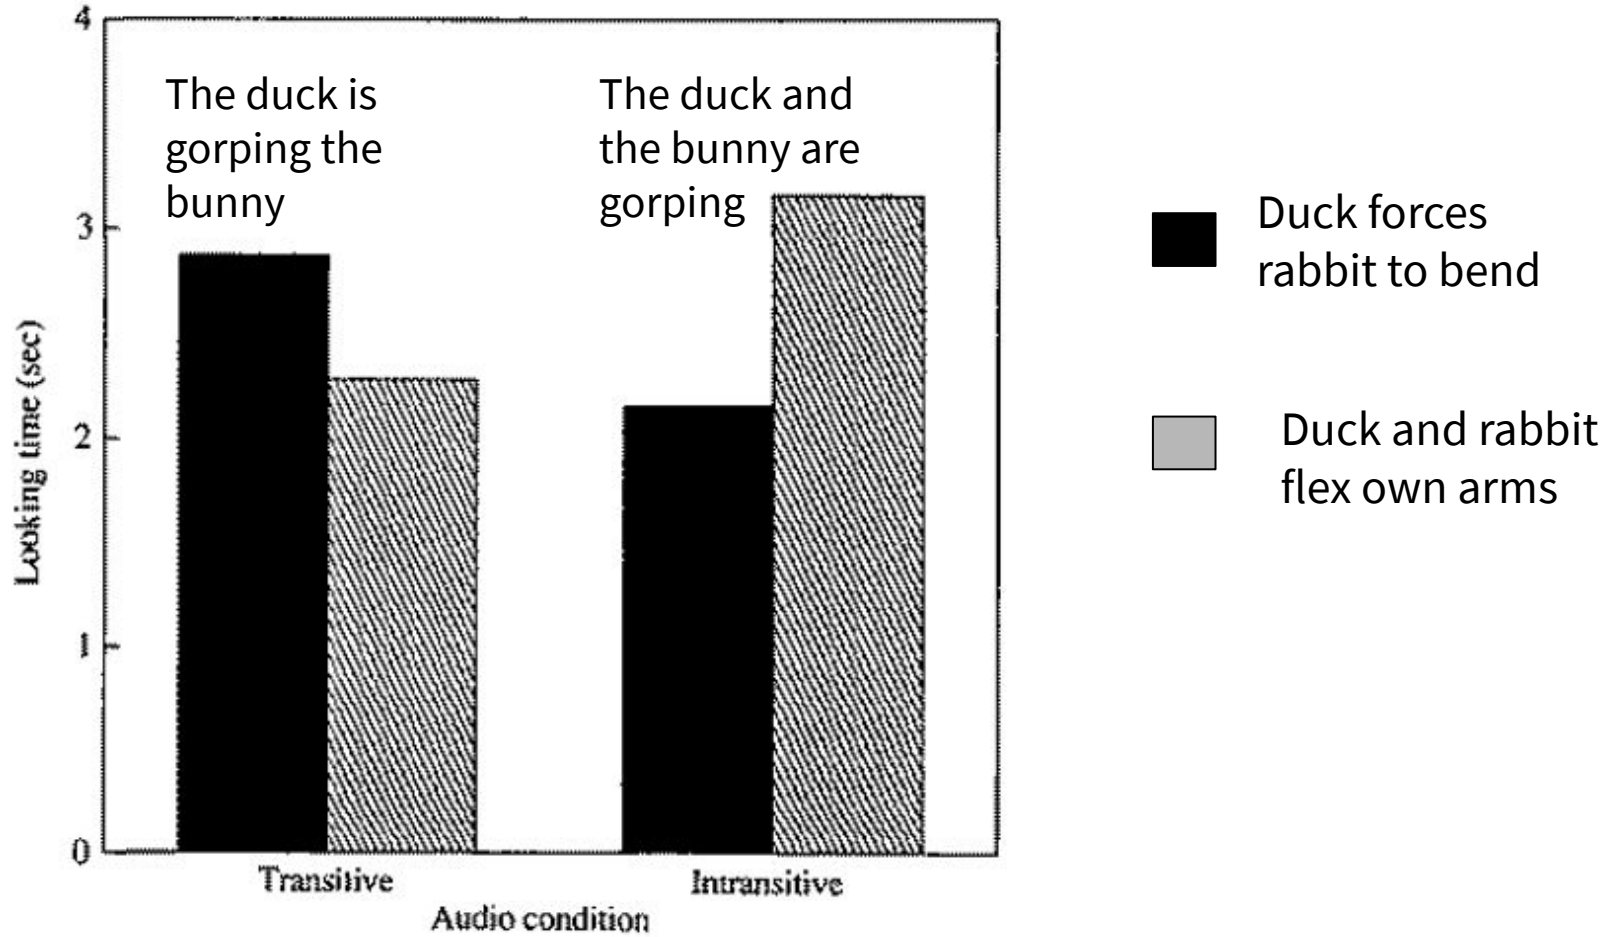 4
The duck is
gorping the
bunny
The duck and
the bunny are
gorping
3
2
1
0
Looking time (sec)
Transitive
Intransitive
Audio condition
Duck forces
rabbit to bend
Duck and rabbit
flex own arms